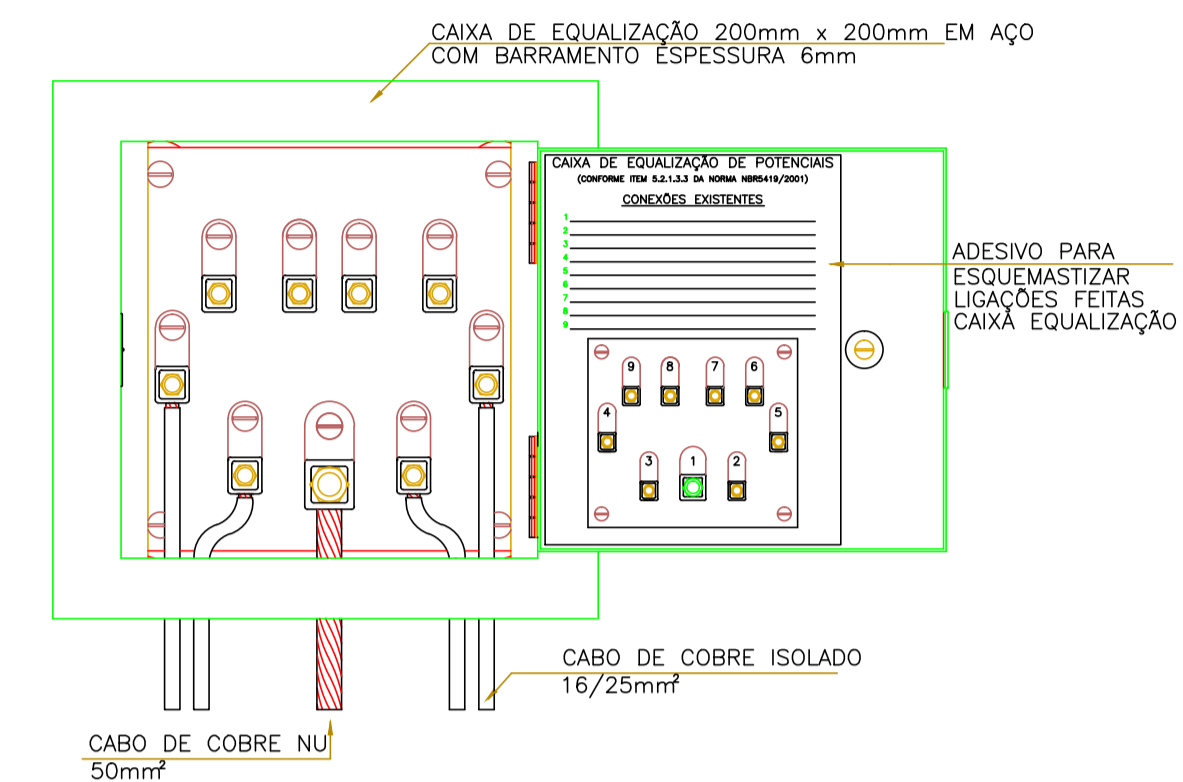 CAIXA DE EQUALIZAÇÃO 200mm x 200mm EM AÇO
COM BARRAMENTO ESPESSURA 6mm
CAIXA DE EQUALIZAÇÃO DE POTENCIAIS
(CONFORME ITEM 5.2.1.3.3 DA NORMA NBR5419/2001)
CONEXÕES EXISTENTES
1
2
3
4
5
6
7
8
9
ADESIVO PARA
ESQUEMASTIZAR
LIGAÇÕES FEITAS
CAIXA EQUALIZAÇÃO
9 8 7 6
4 5
3 1 2
CABO DE COBRE ISOLADO
16/25mm²
CABO DE COBRE NU
50mm²